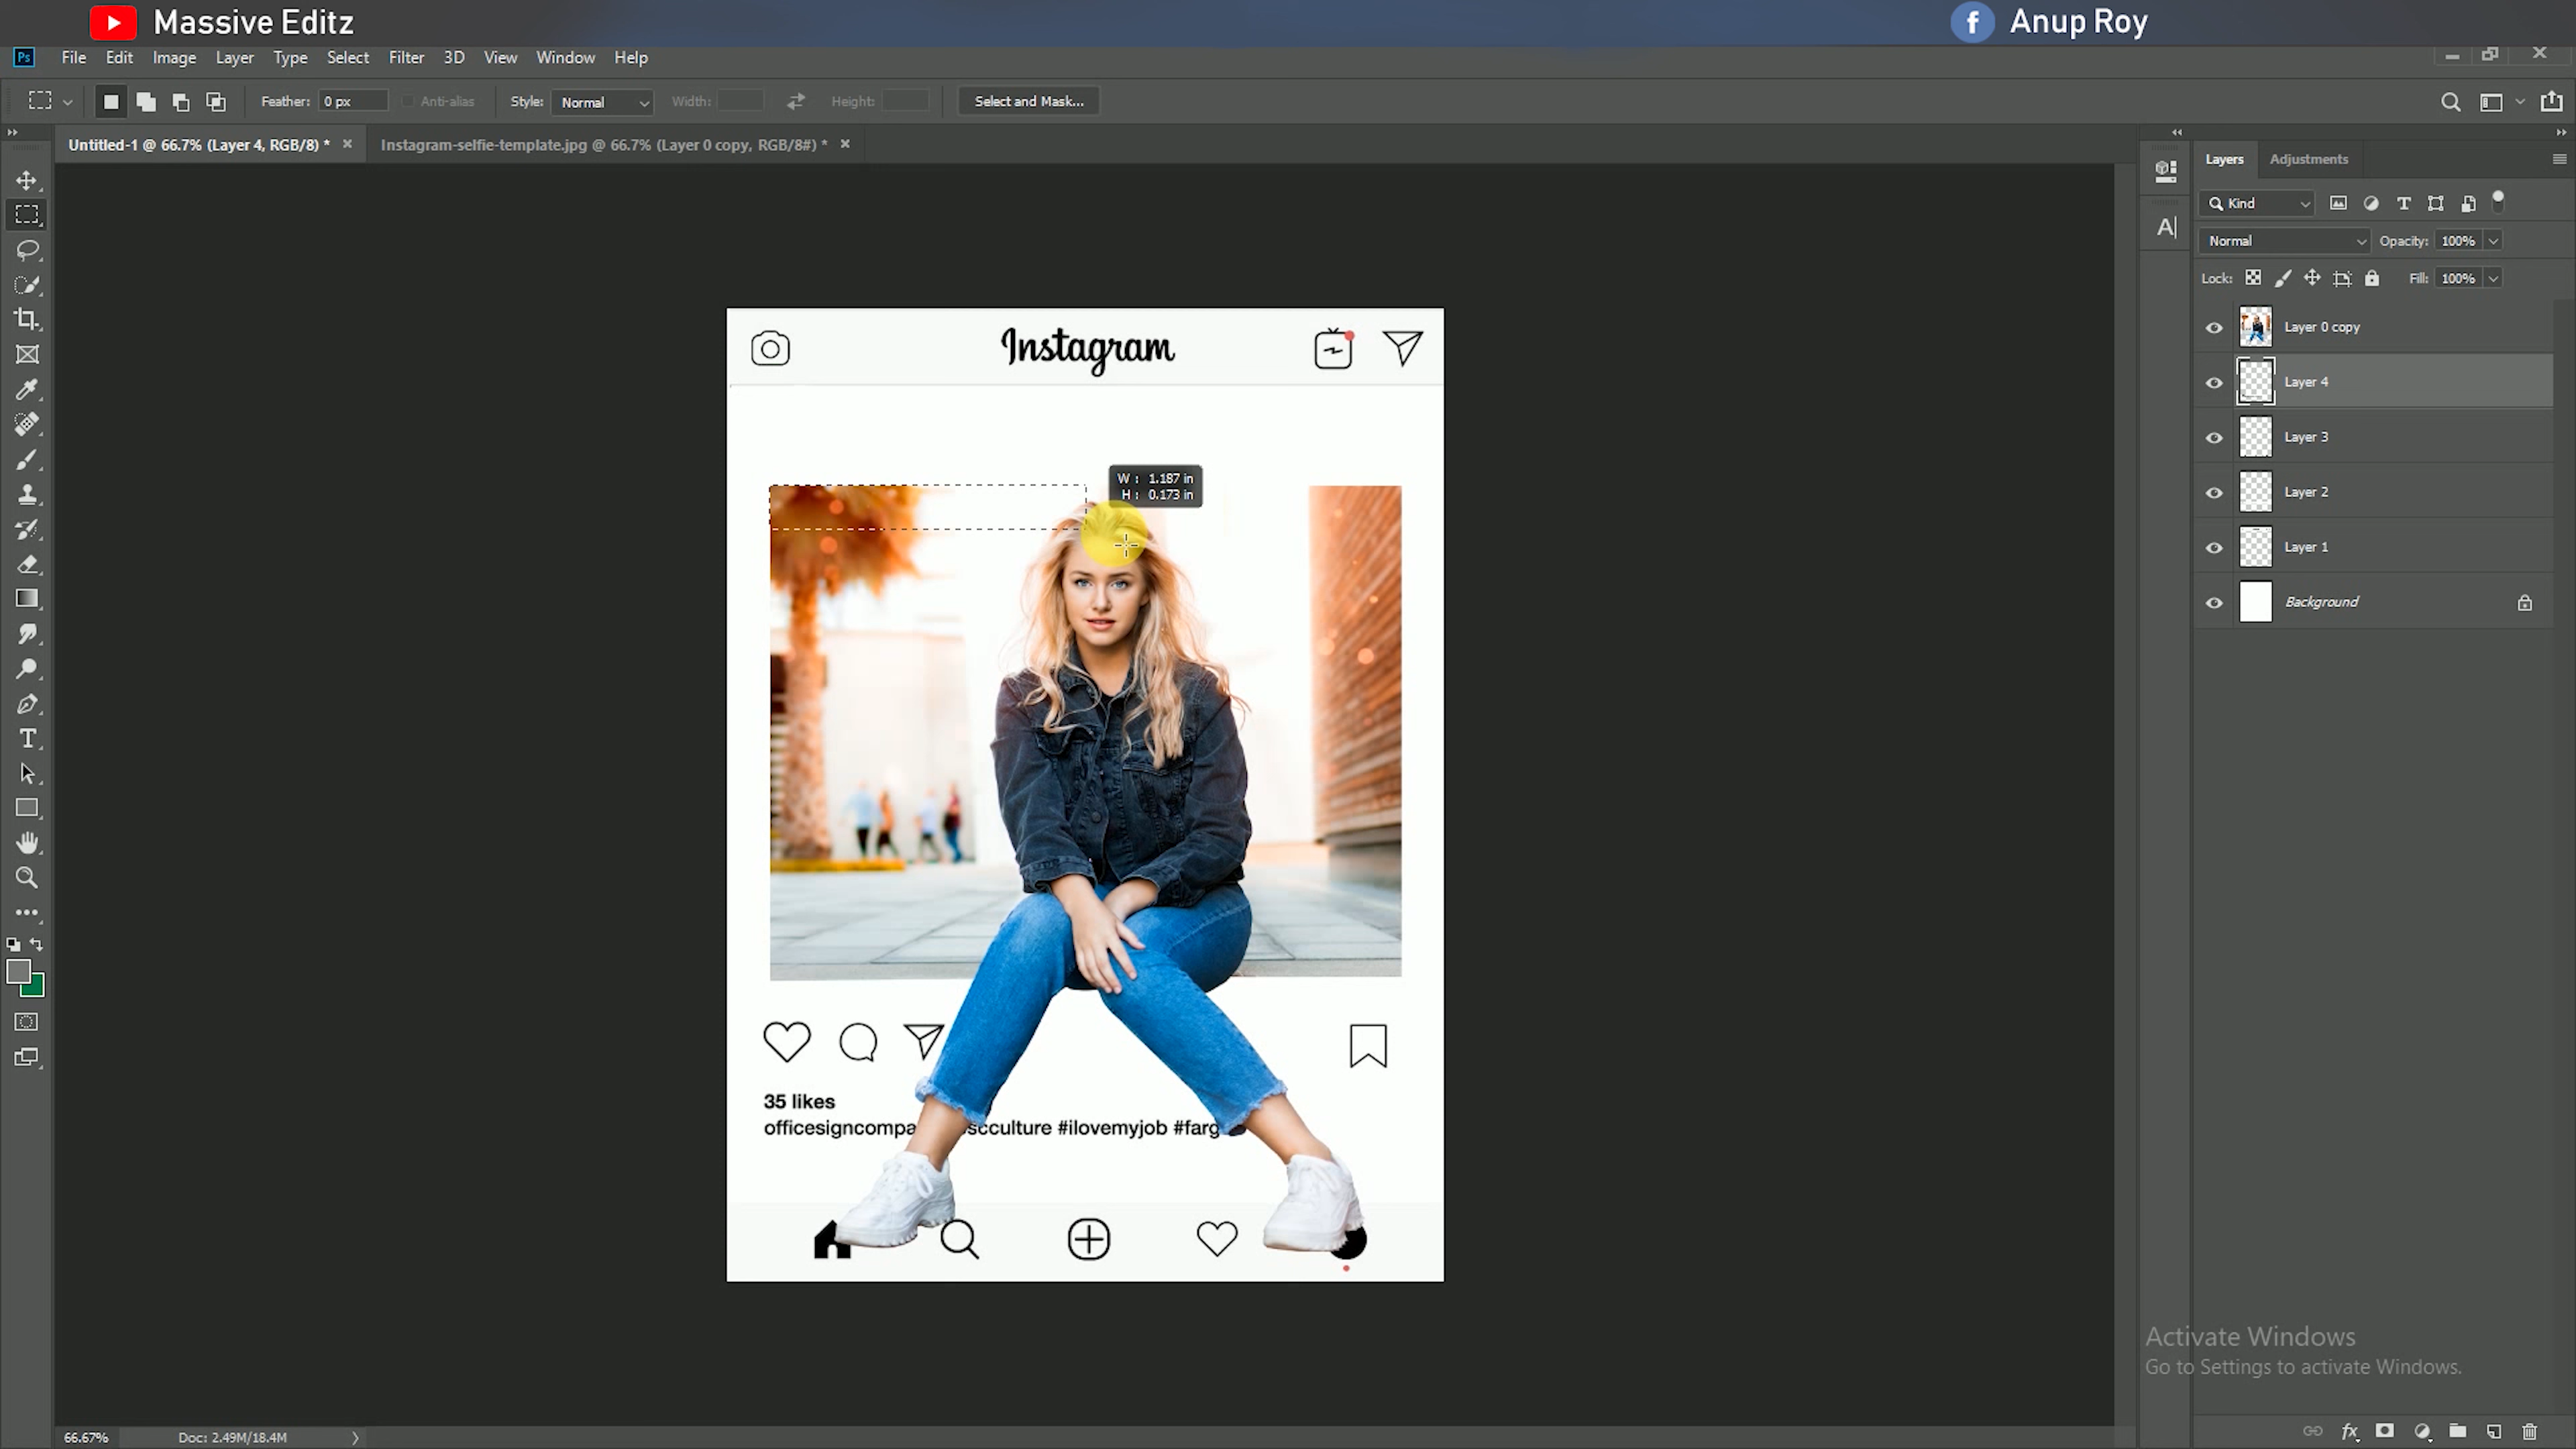 Massive Editz
f Anup Roy
Ps File Edit Image Layer Type Select Filter 3D View Window Help
Feather: 0 px Anti-alias Style: Normal Width: Height: Select and Mask...
Untitled-1 @ 66.7% (Layer 4, RGB/8) * Instagram-selfie-template.jpg @ 66.7% (Layer 0 copy, RGB/8#) *
Layers Adjustments
Kind
Normal Opacity: 100%
Lock: Fill: 100%
Layer 0 copy
Layer 4
Layer 3
Layer 2
Layer 1
Background
Instagram
W : 1.187 in
H : 0.173 in
35 likes
officesigncompa scculture #ilovemyjob #farg
Activate Windows
Go to Settings to activate Windows.
66.67% Doc: 2.49M/18.4M